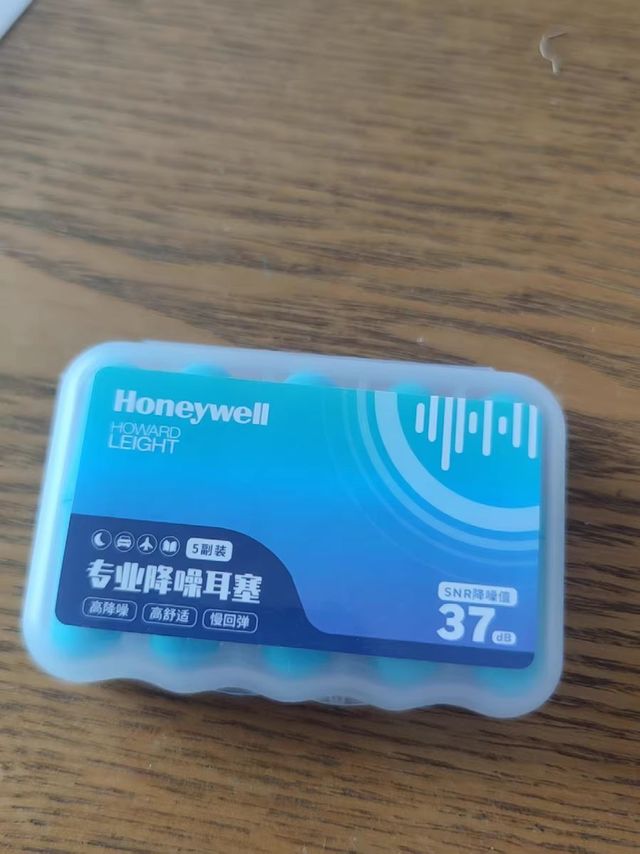 Honeywell
HOWARD
LEIGHT
5副装
专业降噪耳塞
高降噪 高舒适 慢回弹
SNR降噪值
37dB